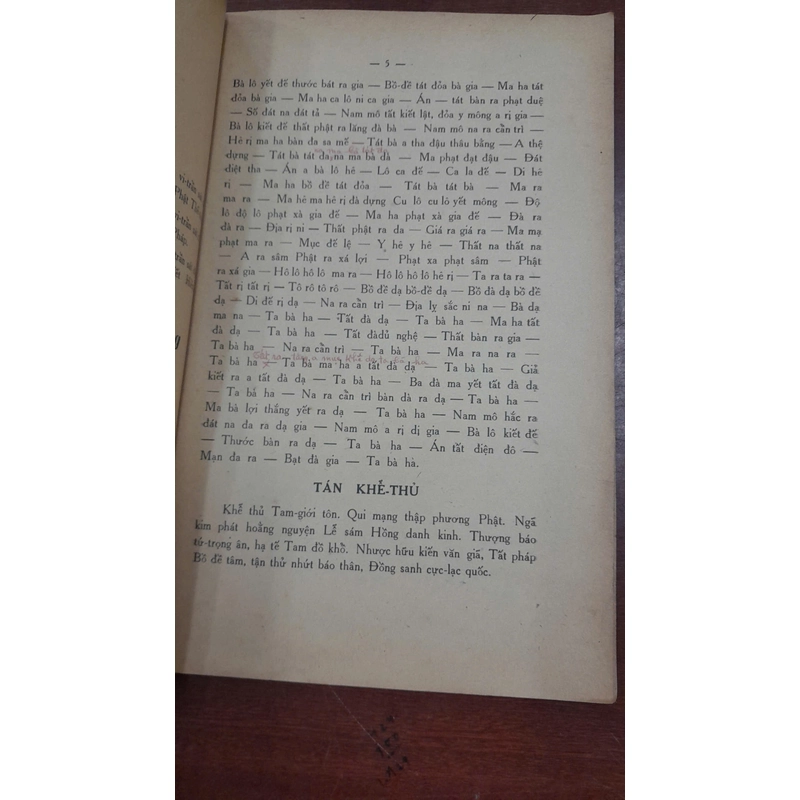 — 5 —
Bà lô yết đế thước bát ra gia — Bồ-đề tát đỏa bà gia — Ma ha tát
đỏa bà gia — Ma ha ca lô ni ca gia — Án — tát bàn ra phạt duệ
— Số đát na đát tả — Nam mô tất kiết lật, đỏa y mông a rị gia —
Bà lô kiết đế thất phật ra lăng đà bà — Nam mô na ra cẩn trì —
Hê rị ma ha bàn đa sa mế — Tát bà a tha đậu thâu bằng — A thệ
dựng — Tát bà tát đa, na ma bà dà — Ma phạt đạt đậu — Đát
điệt tha — Án a bà lô hê — Lô ca đế — Ca la đế — Di hê
rị — Ma ha bồ đề tát đỏa — Tát bà tát bà — Ma ra
ma ra — Ma hê ma hê rị đà dựng Cu lô cu lô yết mông — Độ
lô độ lô phạt xà gia đế — Ma ha phạt xà gia đế — Đà ra
đà ra — Địa rị ni — Thất phật ra da — Giá ra giá ra — Ma mạ
phạt ma ra — Mục đế lệ — Y hê y hê — Thất na thất na
— A ra sâm Phật ra xá lợi — Phạt xa phạt sâm — Phật
ra xá gia — Hô lô hô lô ma ra — Hô lô hô lô hê rị — Ta ra ta ra —
Tất rị tất rị — Tô rô tô rô — Bồ đề dạ bồ-đề dạ — Bồ đà dạ bồ đề
dạ — Di đế rị dạ — Na ra cẩn trì — Địa lỵ sắc ni na — Bà dạ
ma na — Ta bà ha — Tất đà dạ — Ta bà ha — Ma ha tất
đà dạ — Ta bà ha — Tất đàdủ nghệ — Thất bàn ra gia —
Ta bà ha — Na ra cẩn trì — Ta bà ha — Ma ra na ra —
Tất ra tăng a mục khê da ta bà ha
Ta bà ha — Ta bà ma ha a tất đà dạ — Ta bà ha — Giả
kiết ra a tất đà dạ — Ta bà ha — Ba đà ma yết tất đà dạ
— Ta bà ha — Na ra cẩn trì bàn đà ra dạ — Ta bà ha —
Ma bà lợi thắng yết ra dạ — Ta bà ha — Nam mô hắc ra
đát na đa ra dạ gia — Nam mô a rị dị gia — Bà lô kiết đế
— Thước bàn ra dạ — Ta bà ha — Án tất điện đô —
Mạn đa ra — Bạt đà gia — Ta bà hà.
TÁN KHỂ-THỦ
Khể thủ Tam-giới tôn. Qui mạng thập phương Phật. Ngã
kim phát hoằng nguyện Lễ sám Hồng danh kinh. Thượng báo
tứ-trọng ân, hạ tế Tam đồ khổ. Nhược hữu kiến văn giả, Tất pháp
Bồ đề tâm, tận thử nhứt báo thân, Đồng sanh cực-lạc quốc.